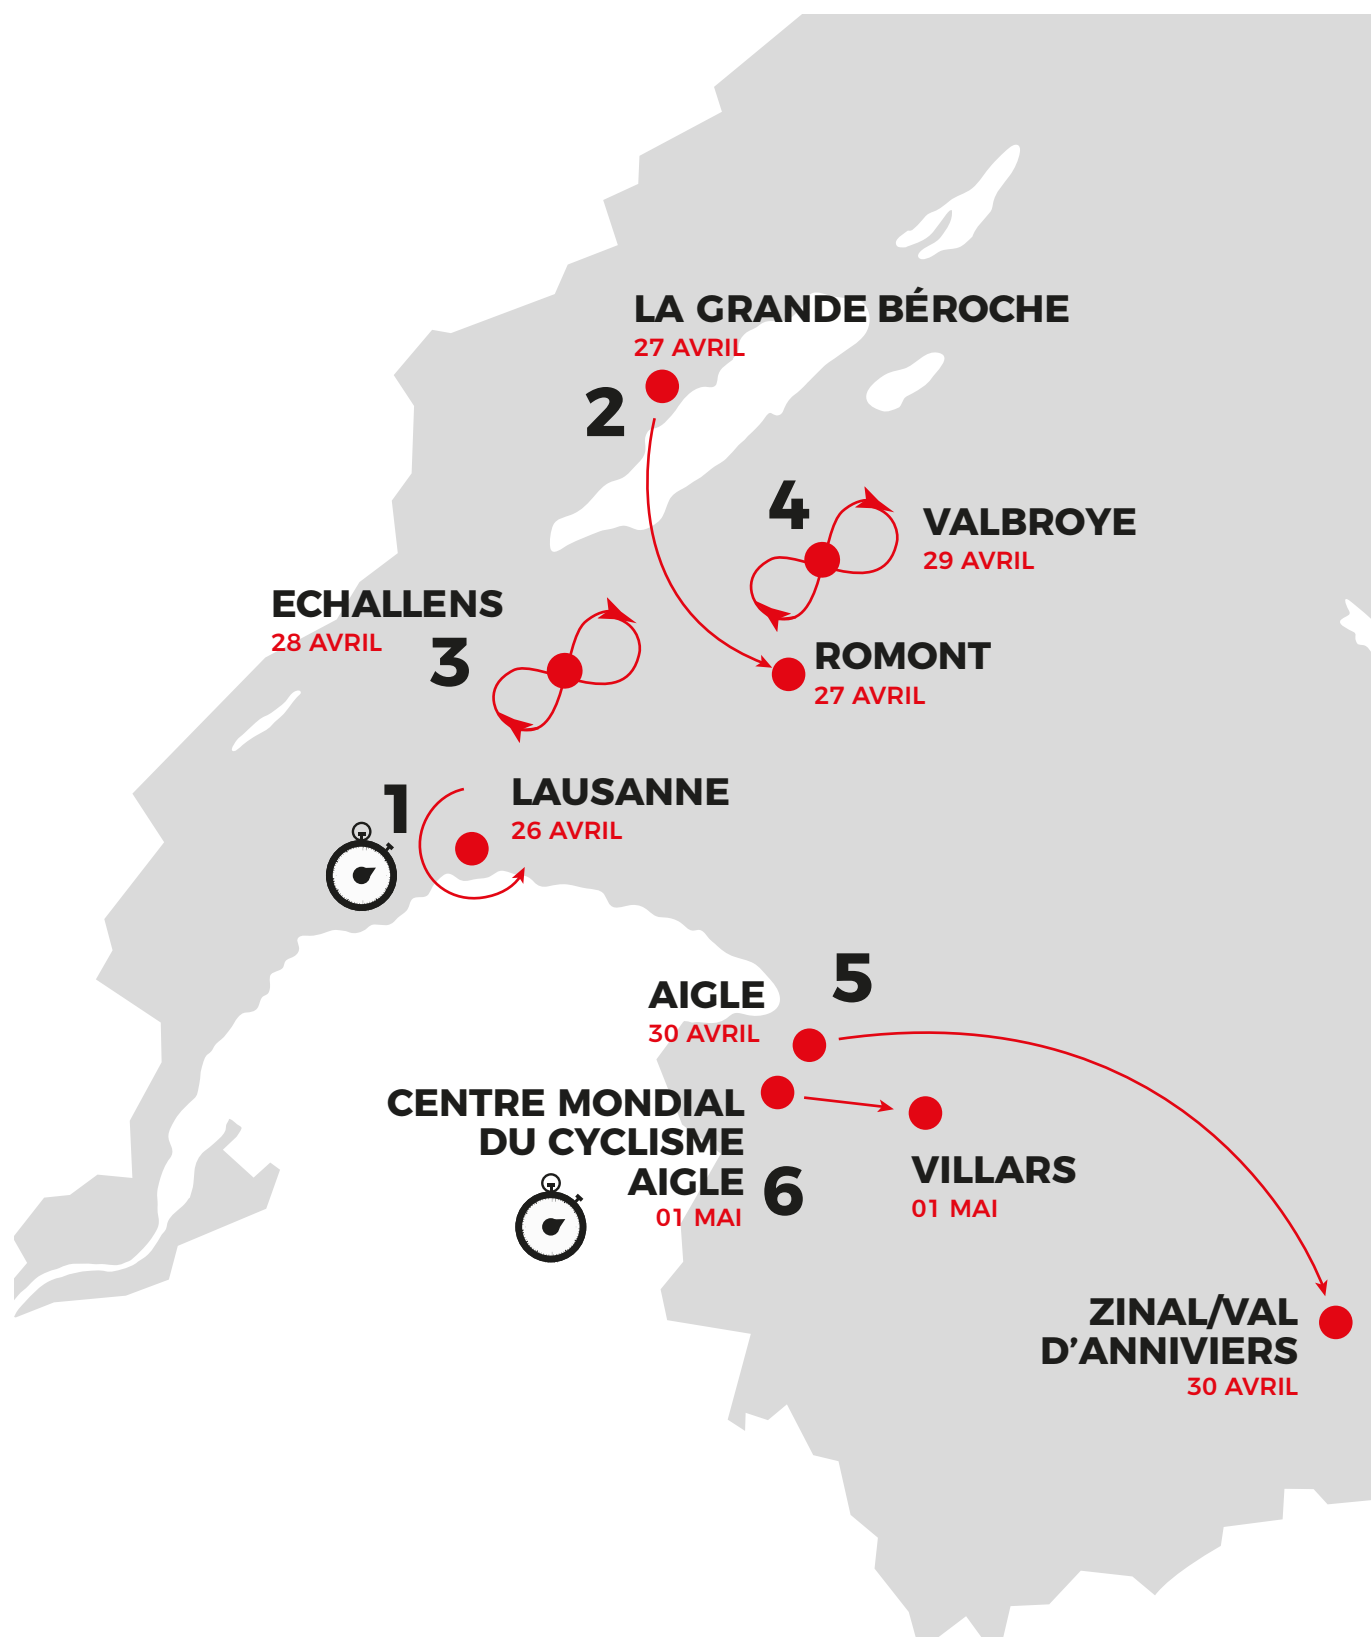 LA GRANDE BÉROCHE
27 AVRIL
2
4
VALBROYE
29 AVRIL
ECHALLENS
28 AVRIL
3
ROMONT
27 AVRIL
1
LAUSANNE
26 AVRIL
5
AIGLE
30 AVRIL
CENTRE MONDIAL
DU CYCLISME
AIGLE
01 MAI
6
VILLARS
01 MAI
ZINAL/VAL
D’ANNIVIERS
30 AVRIL